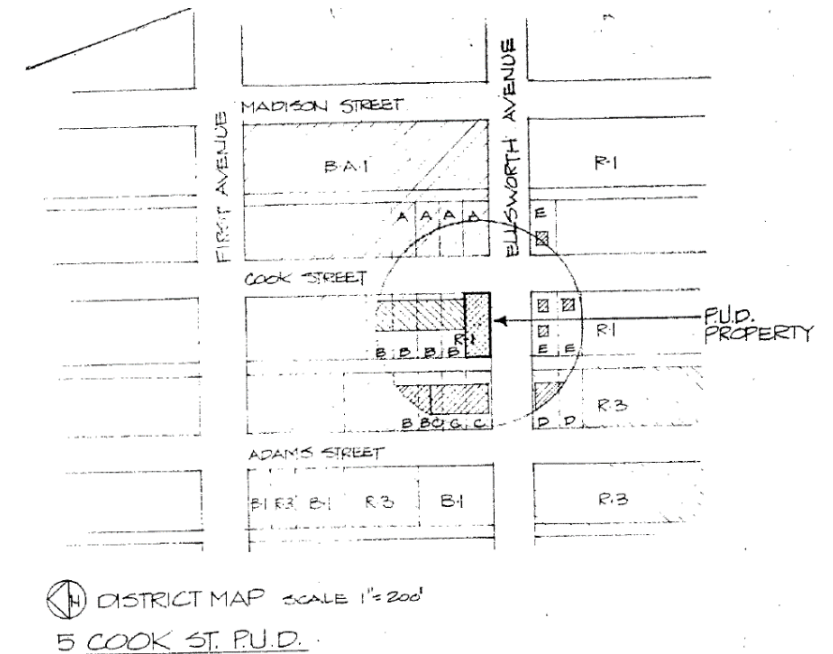 MADISON STREET
FIRST AVENUE
ELLSWORTH AVENUE
B·A·1
R·1
A A A A
E
COOK STREET
P.U.D.
PROPERTY
R·1
R·1
B B B B
E E
R·3
B B C G C
D D
ADAMS STREET
B·1 R·3 B·1 R·3 B·1
R·3
N DISTRICT MAP SCALE 1"=200'
5 COOK ST. P.U.D.